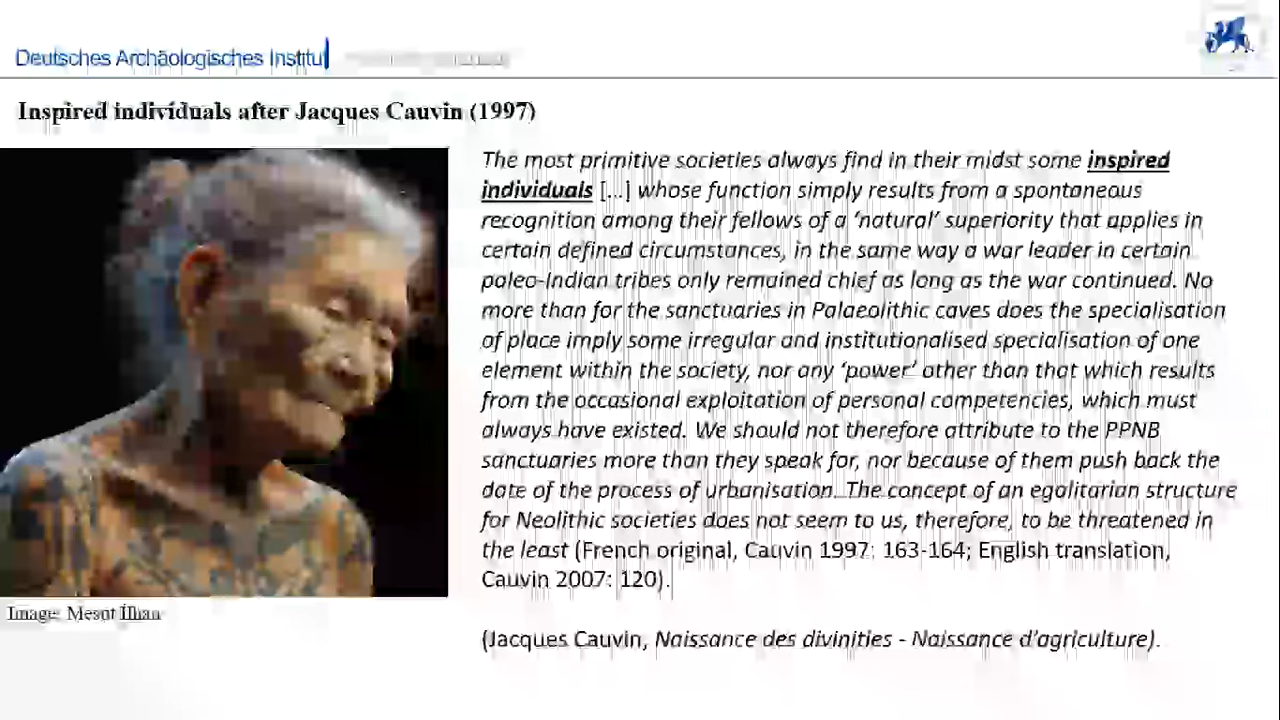 Deutsches Archäologisches Institu
Inspired individuals after Jacques Cauvin (1997)
The most primitive societies always find in their midst some inspired
individuals [...] whose function simply results from a spontaneous
recognition among their fellows of a ‘natural’ superiority that applies in
certain defined circumstances, in the same way a war leader in certain
paleo-Indian tribes only remained chief as long as the war continued. No
more than for the sanctuaries in Palaeolithic caves does the specialisation
of place imply some irregular and institutionalised specialisation of one
element within the society, nor any ‘power’ other than that which results
from the occasional exploitation of personal competencies, which must
always have existed. We should not therefore attribute to the PPNB
sanctuaries more than they speak for, nor because of them push back the
date of the process of urbanisation. The concept of an egalitarian structure
for Neolithic societies does not seem to us, therefore, to be threatened in
the least (French original, Cauvin 1997: 163-164; English translation,
Cauvin 2007: 120).
Image: Mesut İlhan
(Jacques Cauvin, Naissance des divinities - Naissance d’agriculture).